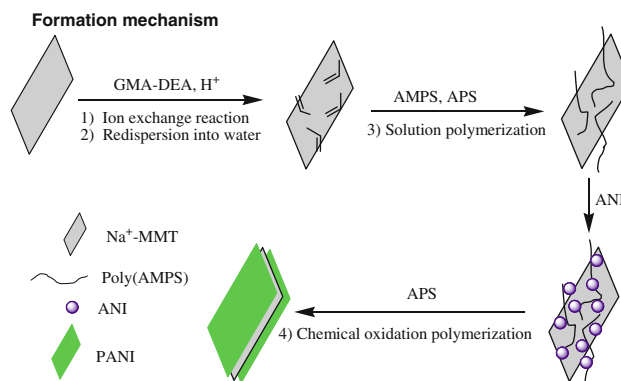 Formation mechanism
GMA-DEA, H+
1) Ion exchange reaction
2) Redispersion into water
AMPS, APS
3) Solution polymerization
ANI
Na+-MMT
Poly(AMPS)
ANI
PANI
APS
4) Chemical oxidation polymerization